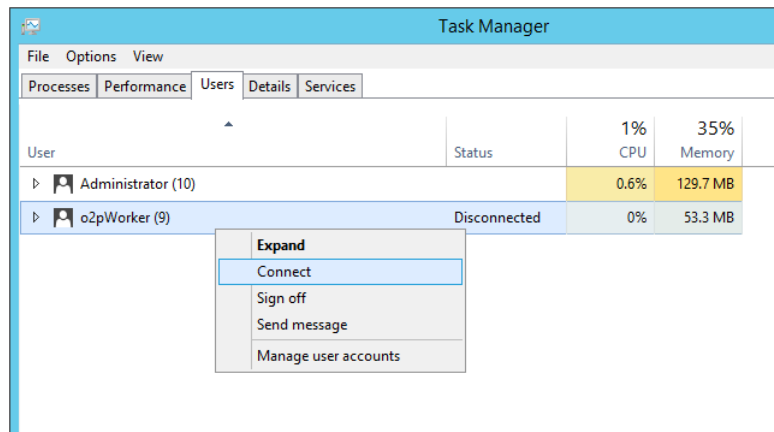 Task Manager
File Options View
Processes Performance Users Details Services
1% 35%
User Status CPU Memory
Administrator (10) 0.6% 129.7 MB
o2pWorker (9) Disconnected 0% 53.3 MB
Expand
Connect
Sign off
Send message
Manage user accounts